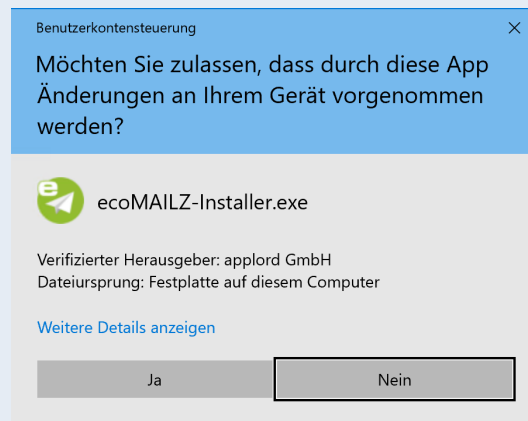 Benutzerkontensteuerung
Möchten Sie zulassen, dass durch diese App
Änderungen an Ihrem Gerät vorgenommen
werden?
e
ecoMAILZ-Installer.exe
Verifizierter Herausgeber: applord GmbH
Dateiursprung: Festplatte auf diesem Computer
Weitere Details anzeigen
Ja
Nein